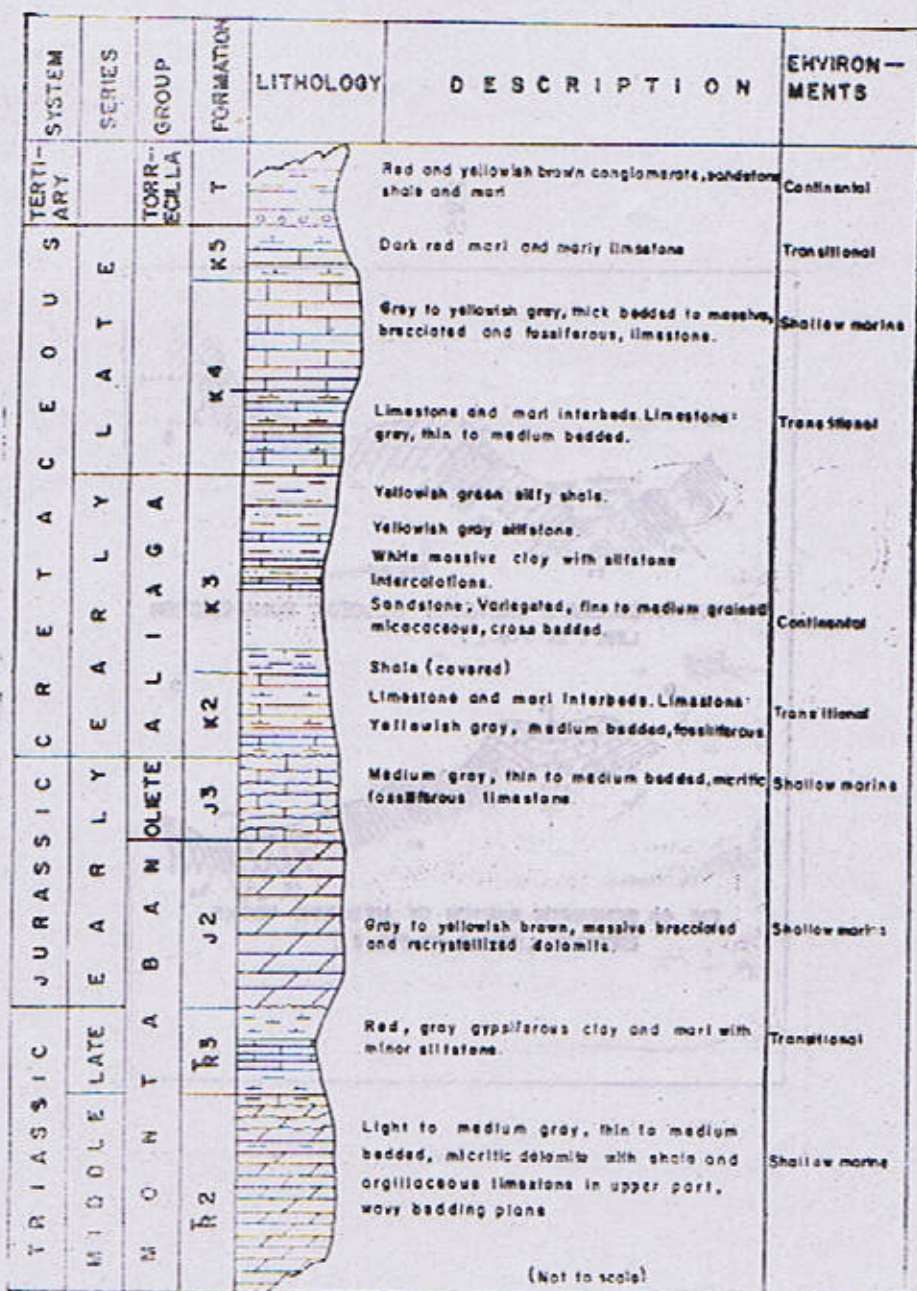 SYSTEM
SERIES
GROUP
FORMATION
LITHOLOGY
DESCRIPTION
ENVIRON-
MENTS
TERTI-
ARY
TORR-
ECILLA
T
Red and yellowish brown conglomerate, sandstone
shale and marl
Continental
CRETACEOUS
LATE
K5
Dark red marl and marly limestone
Transitional
K4
Grey to yellowish gray, thick bedded to massive,
brecciated and fossiferous, limestone.
Shallow marine
Limestone and marl interbeds. Limestone:
grey, thin to medium bedded.
Transitional
EARLY
ALIAGA
K3
Yellowish green silty shale.
Yellowish gray siltstone.
White massive clay with siltstone
intercolations.
Sandstone; Variegated, fine to medium grained
micacaceous, cross bedded
Continental
Shale (covered)
K2
Limestone and marl interbeds. Limestone:
Yellowish gray, medium bedded, fossiliferous
Transitional
JURASSIC
EARLY
OLIETE
J3
Medium gray, thin to medium bedded, micritic
fossiliferous limestone.
Shallow marine
MONTALBAN
J2
Gray to yellowish brown, massive brecciated
and recrystallized dolomite.
Shallow marine
TRIASSIC
LATE
TR3
Red, gray gypsiferous clay and marl with
minor siltstone.
Transitional
MIDDLE
TR2
Light to medium gray, thin to medium
bedded, micritic dolomite with shale and
orgillaceous limestone in upper part,
wavy bedding plane
Shallow marine
(Not to scale)